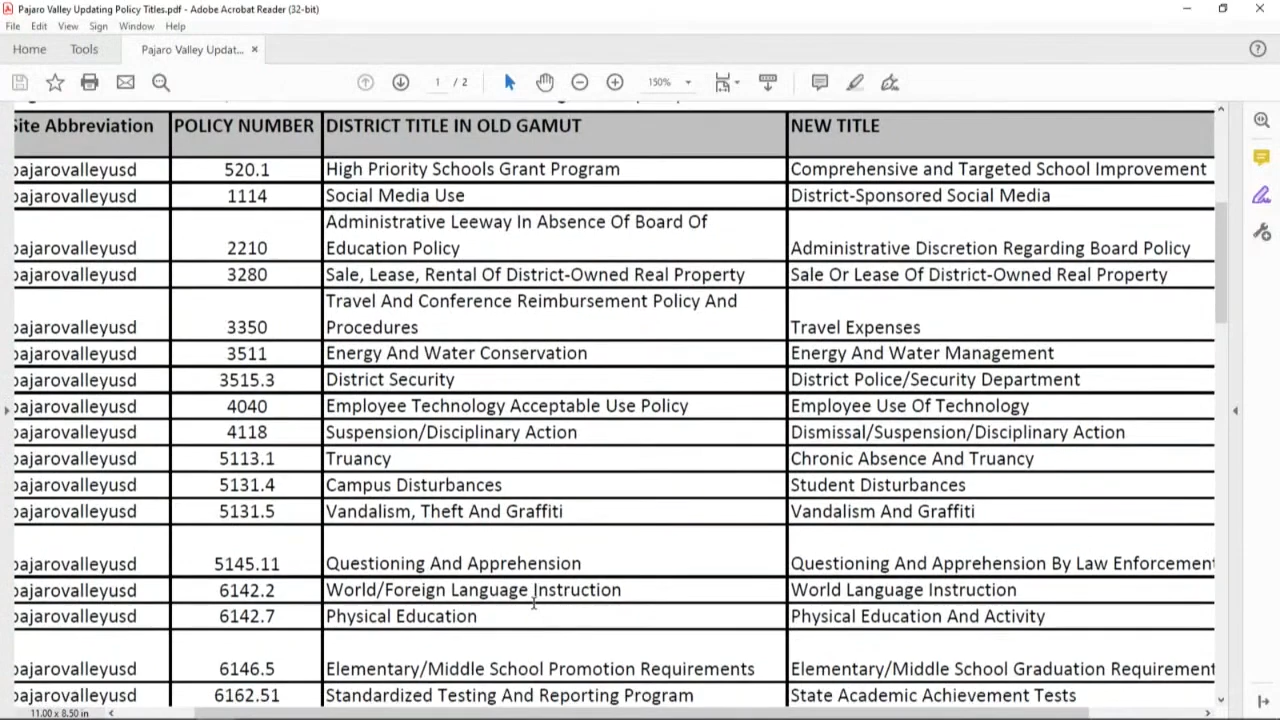 Pajaro Valley Updating Policy Titles.pdf - Adobe Acrobat Reader (32-bit)
File Edit View Sign Window Help
Home Tools Pajaro Valley Updat... ×
1 / 2 150%
Site Abbreviation POLICY NUMBER DISTRICT TITLE IN OLD GAMUT NEW TITLE
pajarovalleyusd 520.1 High Priority Schools Grant Program Comprehensive and Targeted School Improvement
pajarovalleyusd 1114 Social Media Use District-Sponsored Social Media
Administrative Leeway In Absence Of Board Of
pajarovalleyusd 2210 Education Policy Administrative Discretion Regarding Board Policy
pajarovalleyusd 3280 Sale, Lease, Rental Of District-Owned Real Property Sale Or Lease Of District-Owned Real Property
Travel And Conference Reimbursement Policy And
pajarovalleyusd 3350 Procedures Travel Expenses
pajarovalleyusd 3511 Energy And Water Conservation Energy And Water Management
pajarovalleyusd 3515.3 District Security District Police/Security Department
pajarovalleyusd 4040 Employee Technology Acceptable Use Policy Employee Use Of Technology
pajarovalleyusd 4118 Suspension/Disciplinary Action Dismissal/Suspension/Disciplinary Action
pajarovalleyusd 5113.1 Truancy Chronic Absence And Truancy
pajarovalleyusd 5131.4 Campus Disturbances Student Disturbances
pajarovalleyusd 5131.5 Vandalism, Theft And Graffiti Vandalism And Graffiti
pajarovalleyusd 5145.11 Questioning And Apprehension Questioning And Apprehension By Law Enforcement
pajarovalleyusd 6142.2 World/Foreign Language Instruction World Language Instruction
pajarovalleyusd 6142.7 Physical Education Physical Education And Activity
pajarovalleyusd 6146.5 Elementary/Middle School Promotion Requirements Elementary/Middle School Graduation Requirement
pajarovalleyusd 6162.51 Standardized Testing And Reporting Program State Academic Achievement Tests
11.00 x 8.50 in